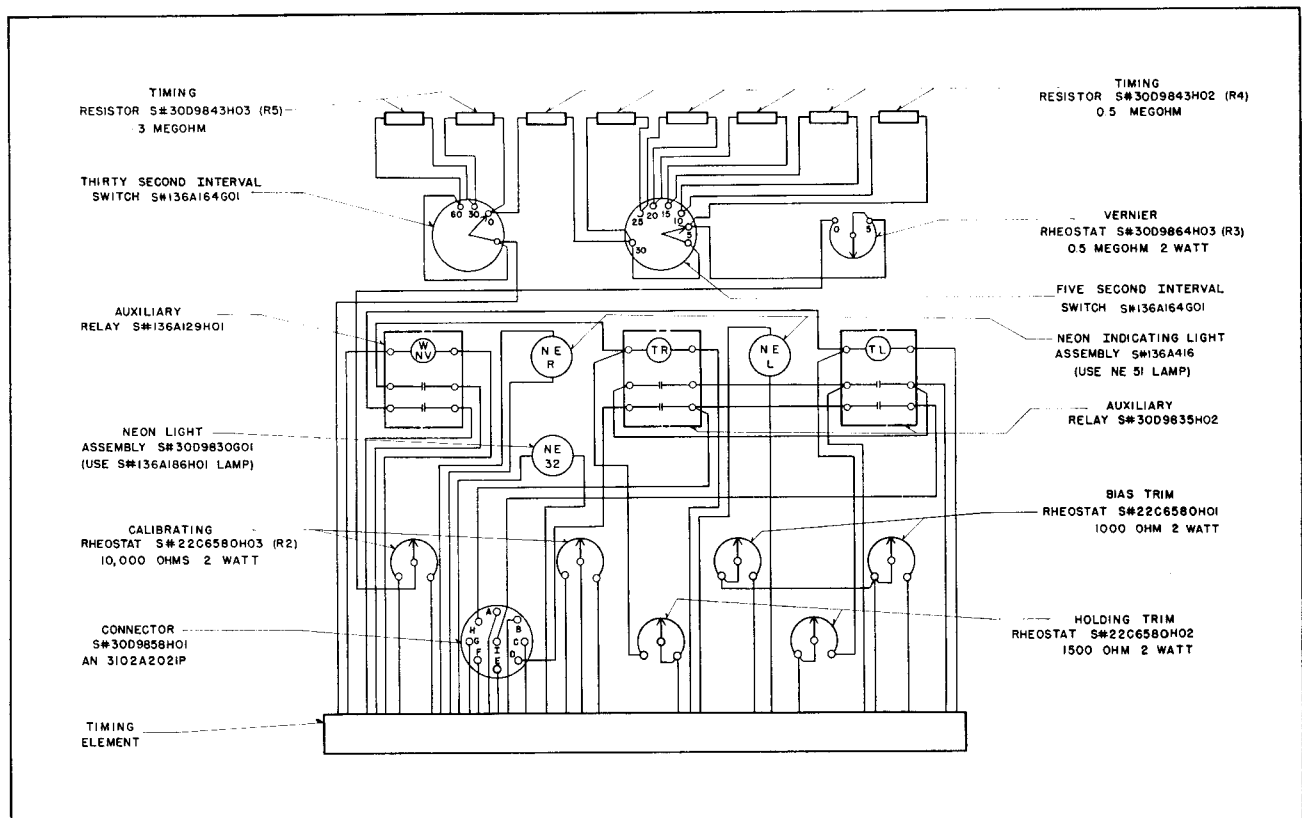 TIMING
RESISTOR S#30D9843H03 (R5)
3 MEGOHM
TIMING
RESISTOR S#30D9843H02 (R4)
0.5 MEGOHM
THIRTY SECOND INTERVAL
SWITCH S#136A164G01
60 30 0
25 20 15 10 5
30
0 5
VERNIER
RHEOSTAT S#30D9864H03 (R3)
0.5 MEGOHM 2 WATT
FIVE SECOND INTERVAL
SWITCH S#136A164G01
AUXILIARY
RELAY S#136A129H01
W
NV
NE
R
TR
NE
L
TL
NEON INDICATING LIGHT
ASSEMBLY S#136A416
(USE NE 51 LAMP)
AUXILIARY
RELAY S#30D9835H02
NEON LIGHT
ASSEMBLY S#30D9830G01
(USE S#136A186H01 LAMP)
NE
32
CALIBRATING
RHEOSTAT S#22C6580H03 (R2)
10,000 OHMS 2 WATT
BIAS TRIM
RHEOSTAT S#22C6580H01
1000 OHM 2 WATT
CONNECTOR
S#30D9858H01
AN 3102A2021P
A
H B
G I C
F E D
HOLDING TRIM
RHEOSTAT S#22C6580H02
1500 OHM 2 WATT
TIMING
ELEMENT